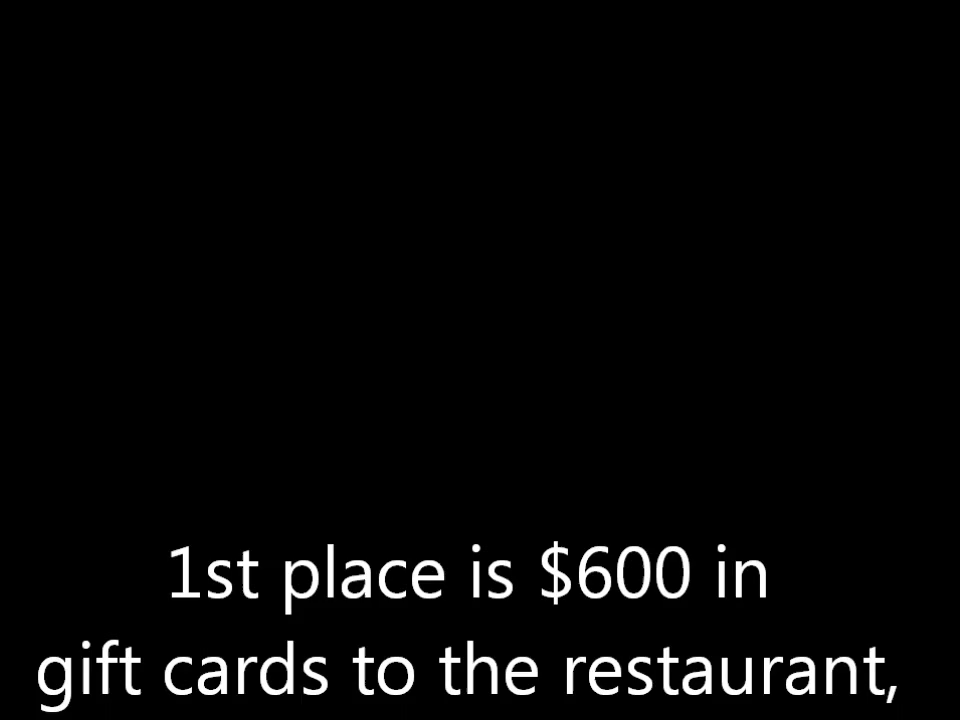 1st place is $600 in
gift cards to the restaurant,